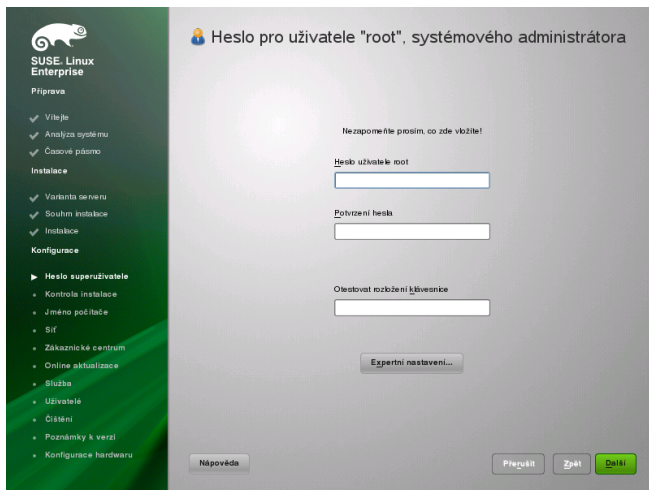 SUSE. Linux
Enterprise
Příprava
Vítejte
Analýza systému
Časové pásmo
Instalace
Varianta serveru
Souhrn instalace
Instalace
Konfigurace
Heslo superuživatele
Kontrola instalace
Jméno počítače
Síť
Zákaznické centrum
Online aktualizace
Služba
Uživatelé
Čištění
Poznámky k verzi
Konfigurace hardwaru
Heslo pro uživatele "root", systémového administrátora
Nezapomeňte prosím, co zde vložíte!
Heslo uživatele root
Potvrzení hesla
Otestovat rozložení klávesnice
Expertní nastavení...
Nápověda
Přerušit
Zpět
Další